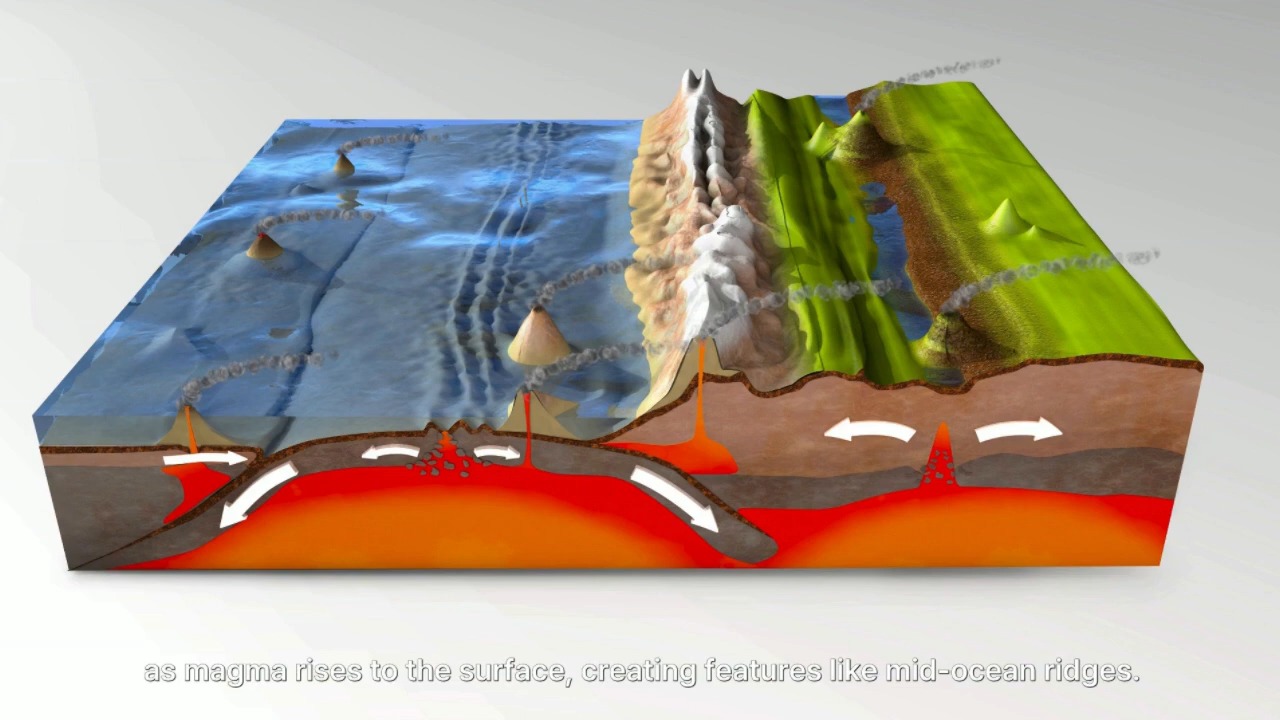 as magma rises to the surface, creating features like mid-ocean ridges.